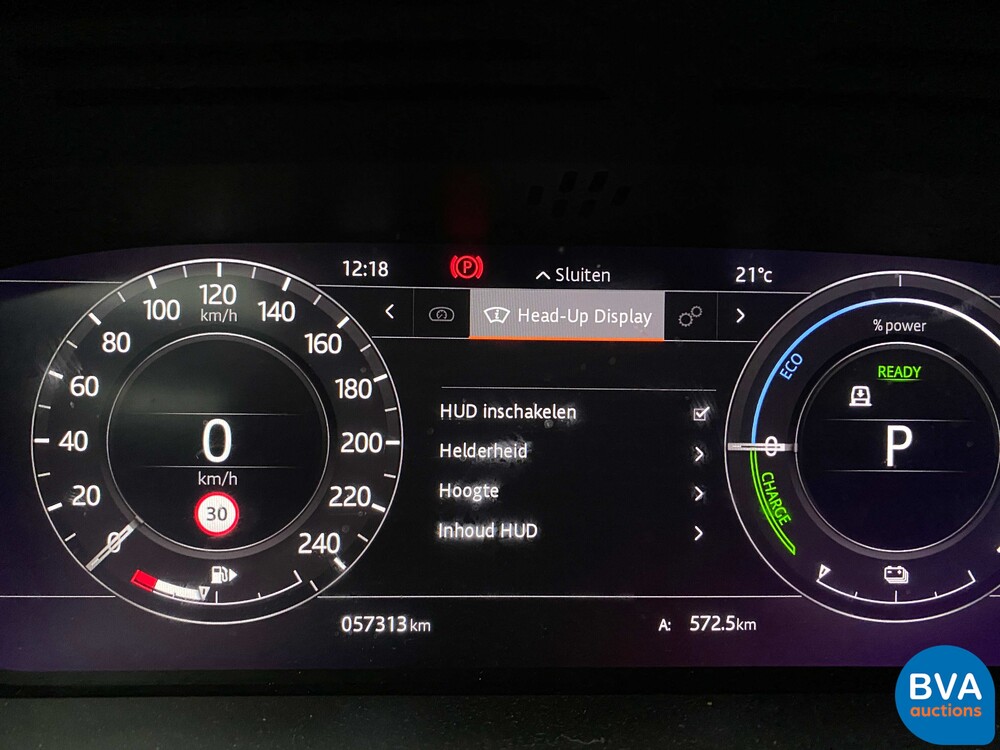 12:18
P
Sluiten
21°c
Head-Up Display
HUD inschakelen
Helderheid
Hoogte
Inhoud HUD
0
20
40
60
80
100
120
km/h
140
160
180
200
220
240
0
km/h
30
% power
ECO
READY
0
P
CHARGE
057313 km
A: 572.5km
BVA
auctions